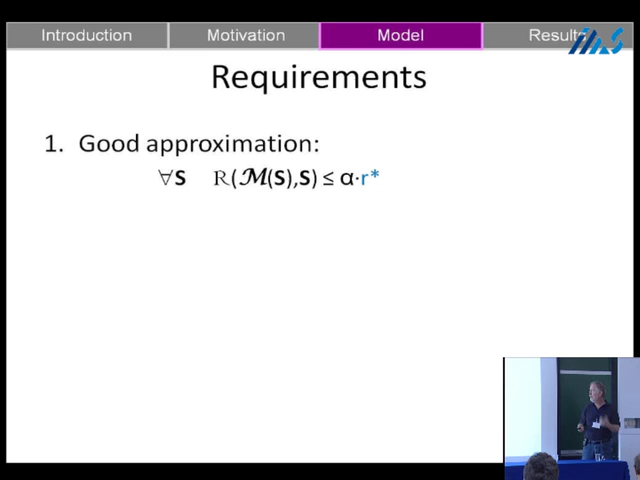 Introduction Motivation Model Results
Requirements
1. Good approximation:
∀S R(ℳ(S),S) ≤ α·r*